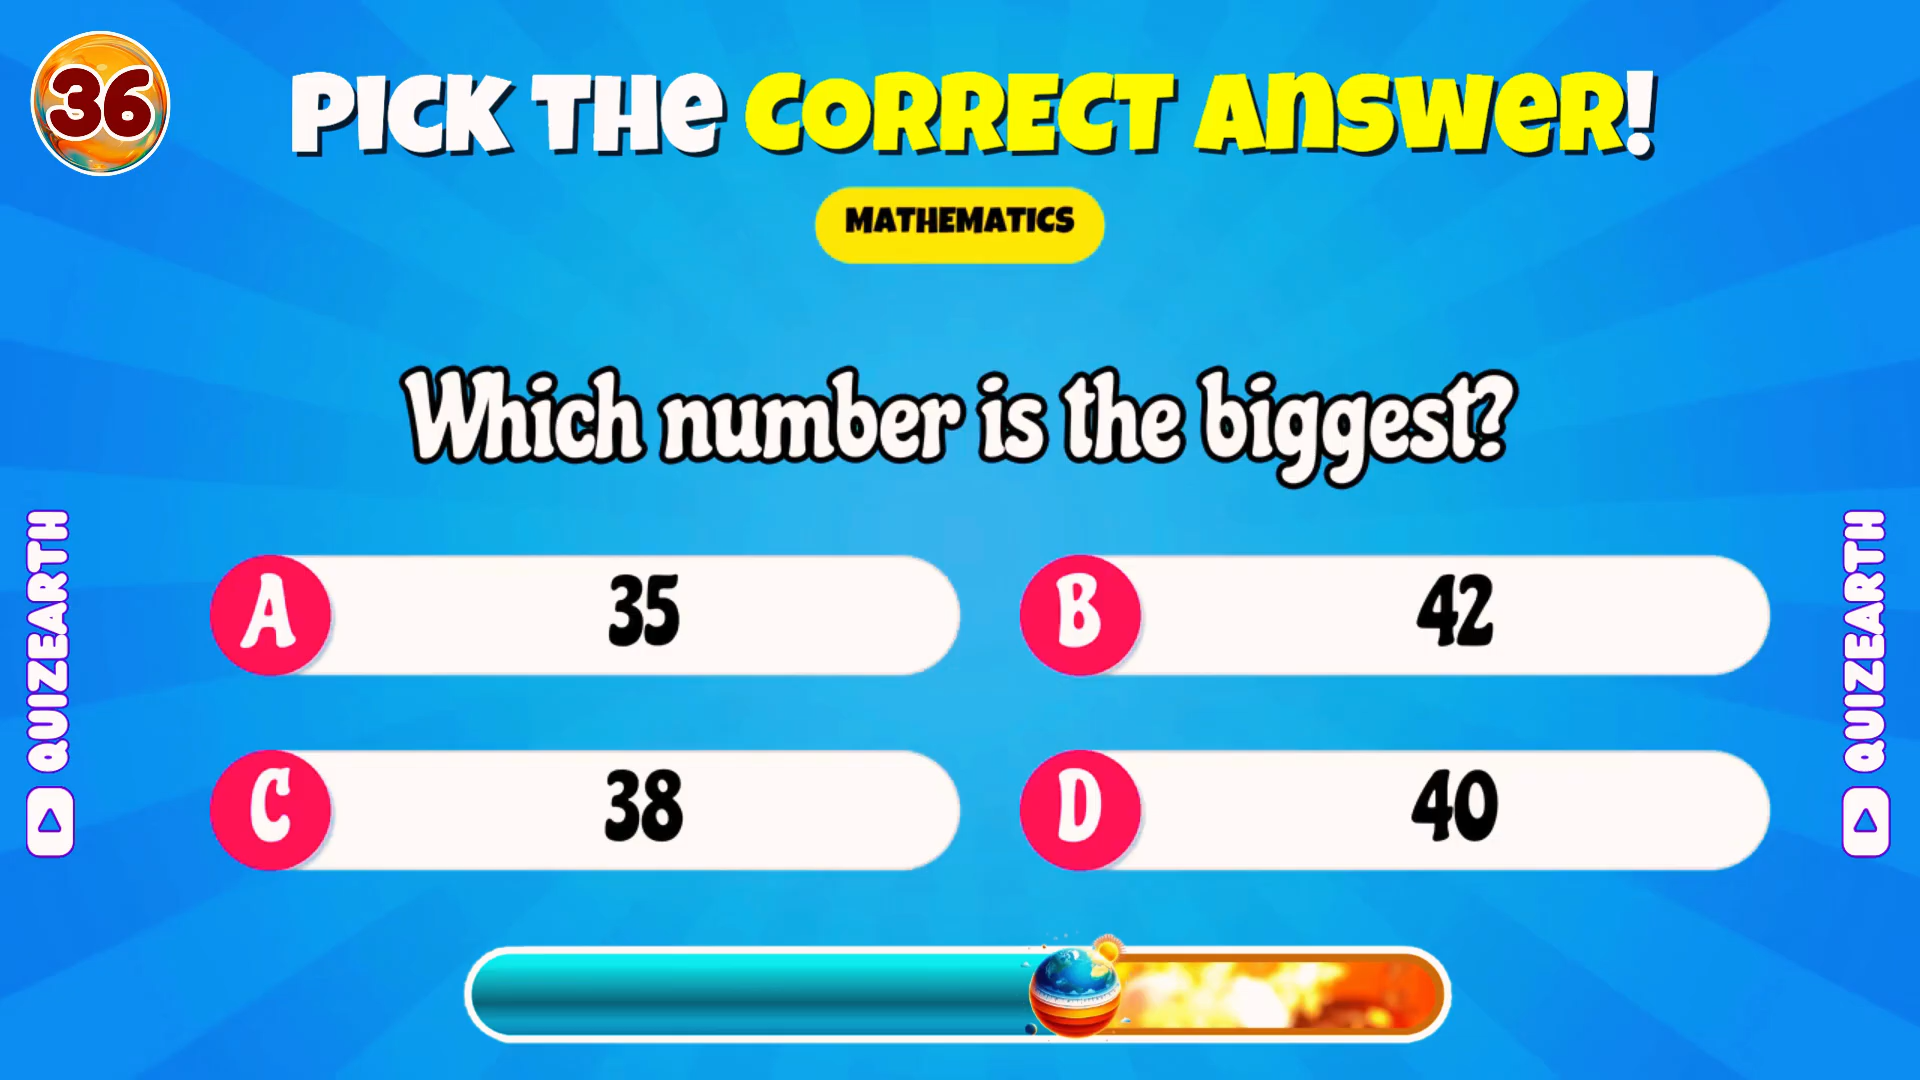 36
PICK THE CORRECT ANSWER!
MATHEMATICS
Which number is the biggest?
A 35
B 42
C 38
D 40
QUIZEARTH
QUIZEARTH